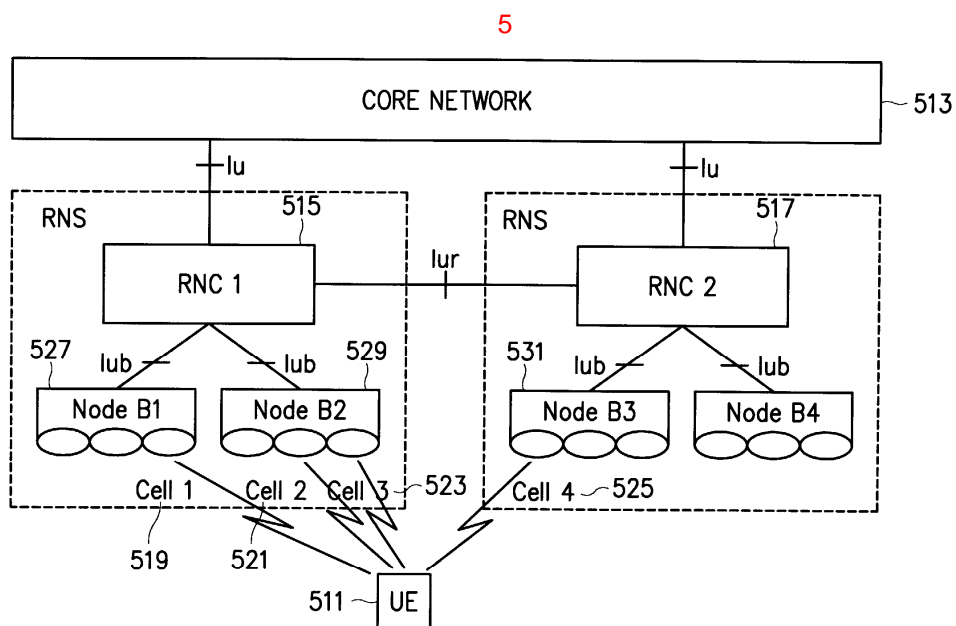 5
CORE NETWORK
513
Iu
Iu
RNS
515
RNS
517
RNC 1
Iur
RNC 2
527
Iub
Iub
529
531
Iub
Iub
Node B1
Node B2
Node B3
Node B4
Cell 1
Cell 2
Cell 3
523
Cell 4
525
519
521
511
UE